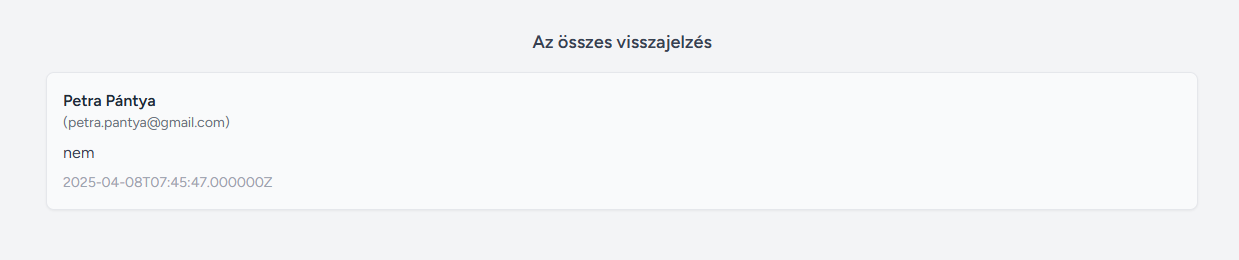 Az összes visszajelzés
Petra Pántya
(petra.pantya@gmail.com)
nem
2025-04-08T07:45:47.000000Z